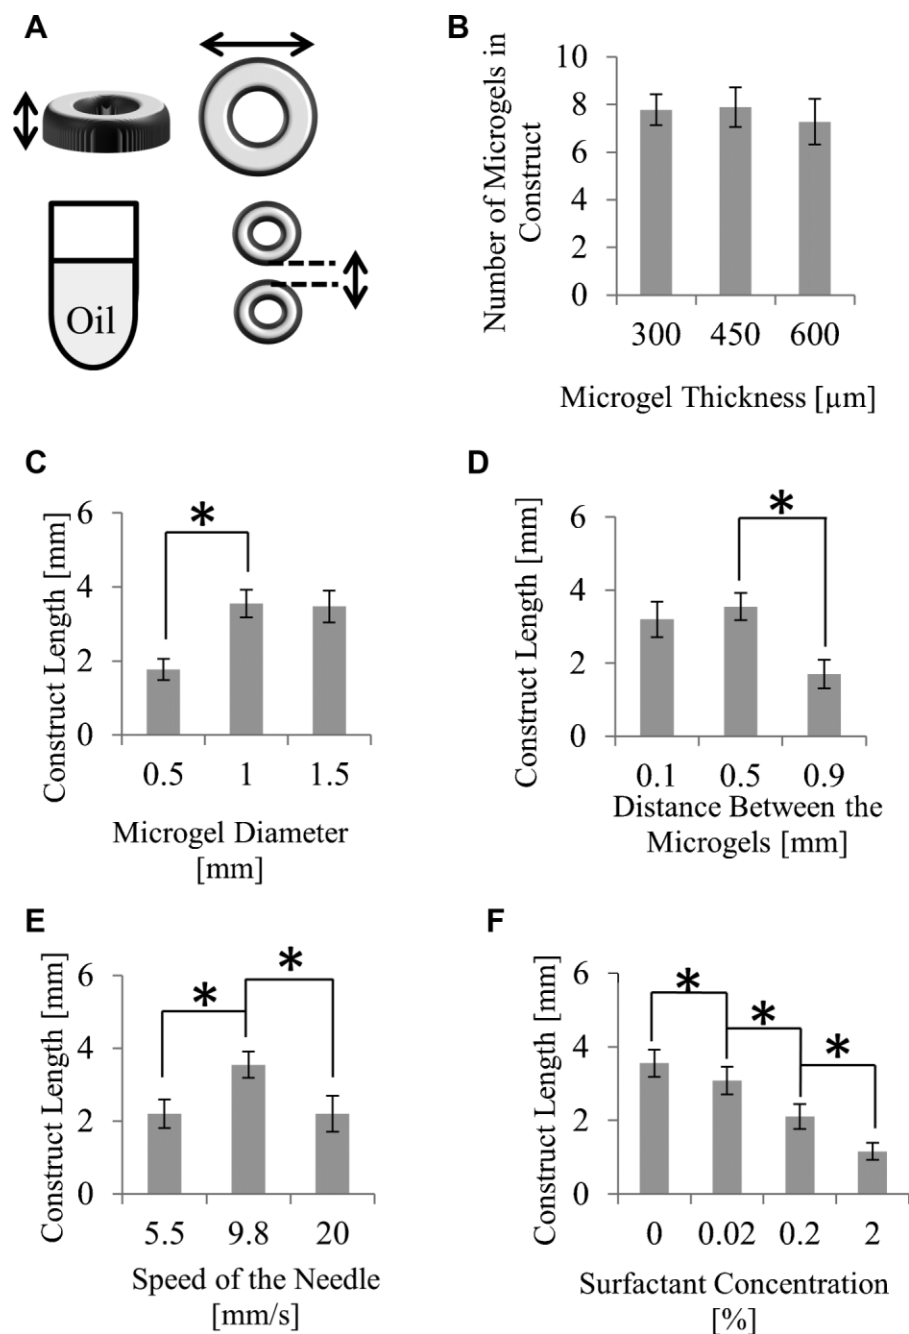 A
Oil
B
Number of Microgels in
Construct
10
8
6
4
2
0
300 450 600
Microgel Thickness [µm]
C
Construct Length [mm]
6
4
2
0
*
0.5 1 1.5
Microgel Diameter
[mm]
D
Construct Length [mm]
6
4
2
0
*
0.1 0.5 0.9
Distance Between the
Microgels [mm]
E
Construct Length [mm]
6
4
2
0
* *
5.5 9.8 20
Speed of the Needle
[mm/s]
F
Construct Length [mm]
6
4
2
0
* * *
0 0.02 0.2 2
Surfactant Concentration
[%]